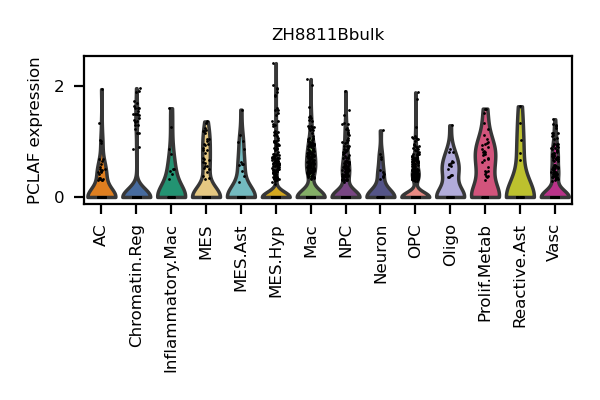 ZH8811Bbulk
PCLAF expression
2
0
AC
Chromatin.Reg
Inflammatory.Mac
MES
MES.Ast
MES.Hyp
Mac
NPC
Neuron
OPC
Oligo
Prolif.Metab
Reactive.Ast
Vasc